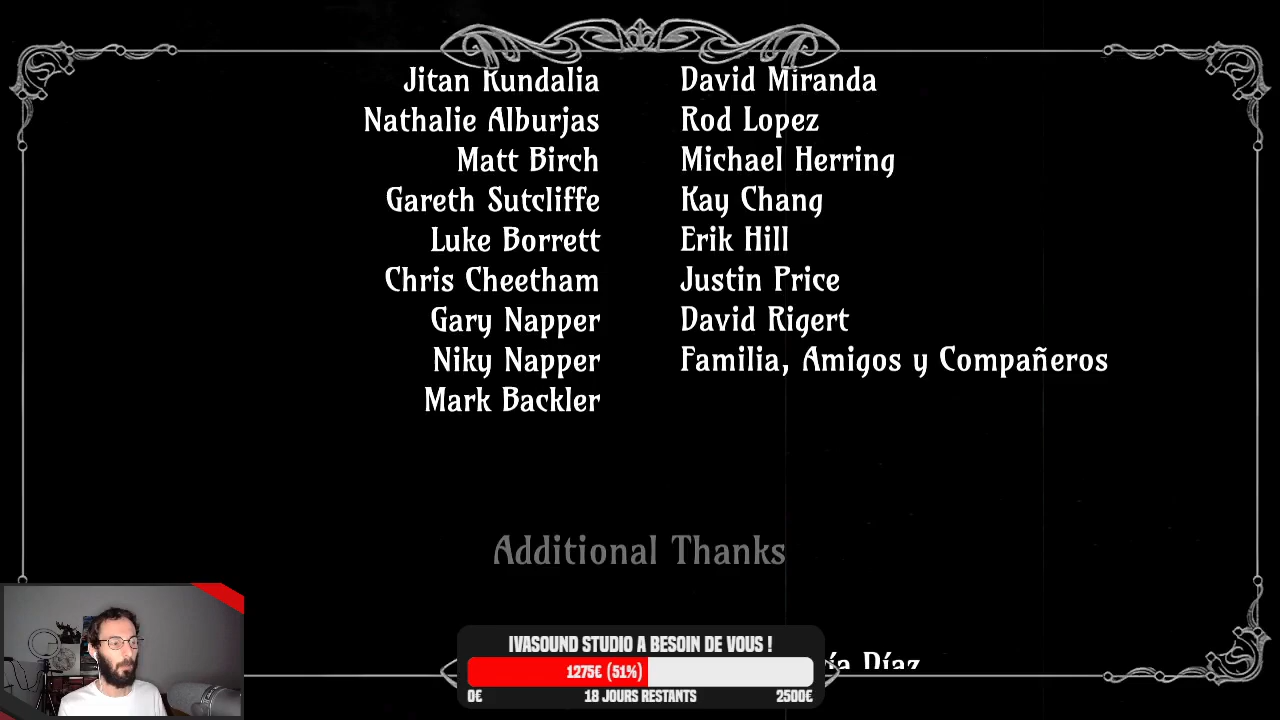 Jitan Kundalia
Nathalie Alburjas
Matt Birch
Gareth Sutcliffe
Luke Borrett
Chris Cheetham
Gary Napper
Niky Napper
Mark Backler
David Miranda
Rod Lopez
Michael Herring
Kay Chang
Erik Hill
Justin Price
David Rigert
Familia, Amigos y Compañeros
Additional Thanks
Díaz
IVASOUND STUDIO A BESOIN DE VOUS !
1275€ (51%)
0€ 18 JOURS RESTANTS 2500€